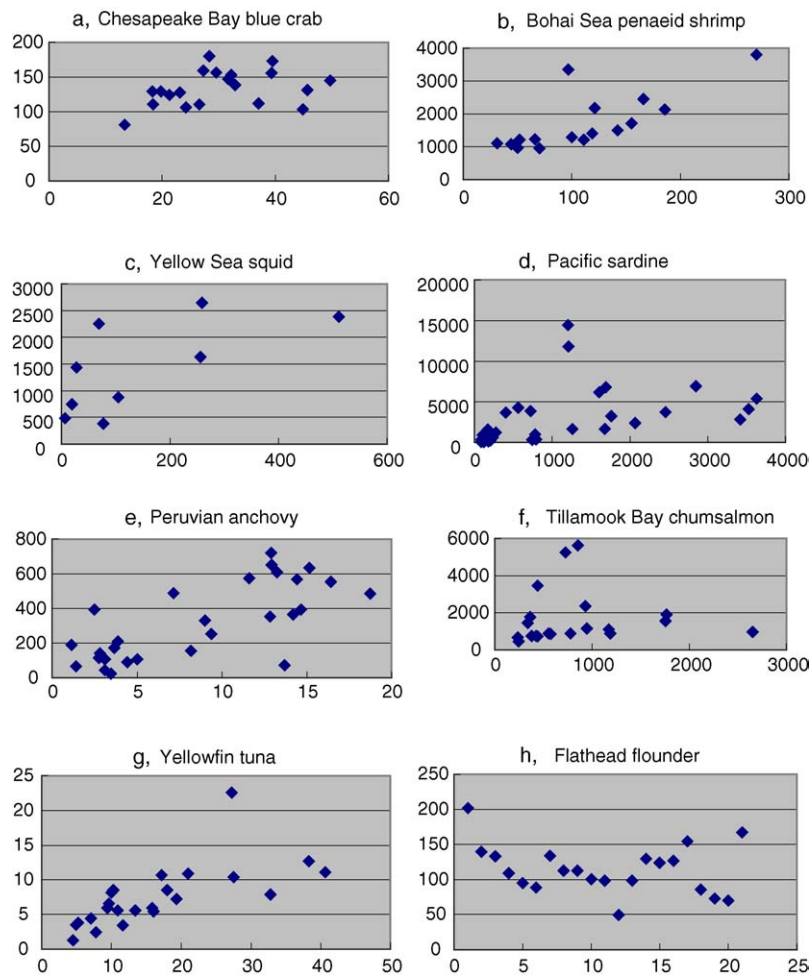 a, Chesapeake Bay blue crab
200
150
100
50
0
0 20 40 60
b, Bohai Sea penaeid shrimp
4000
3000
2000
1000
0
0 100 200 300
c, Yellow Sea squid
3000
2500
2000
1500
1000
500
0
0 200 400 600
d, Pacific sardine
20000
15000
10000
5000
0
0 1000 2000 3000 4000
e, Peruvian anchovy
800
600
400
200
0
0 5 10 15 20
f, Tillamook Bay chumsalmon
6000
4000
2000
0
0 1000 2000 3000
g, Yellowfin tuna
25
20
15
10
5
0
0 10 20 30 40 50
h, Flathead flounder
250
200
150
100
50
0
0 5 10 15 20 25